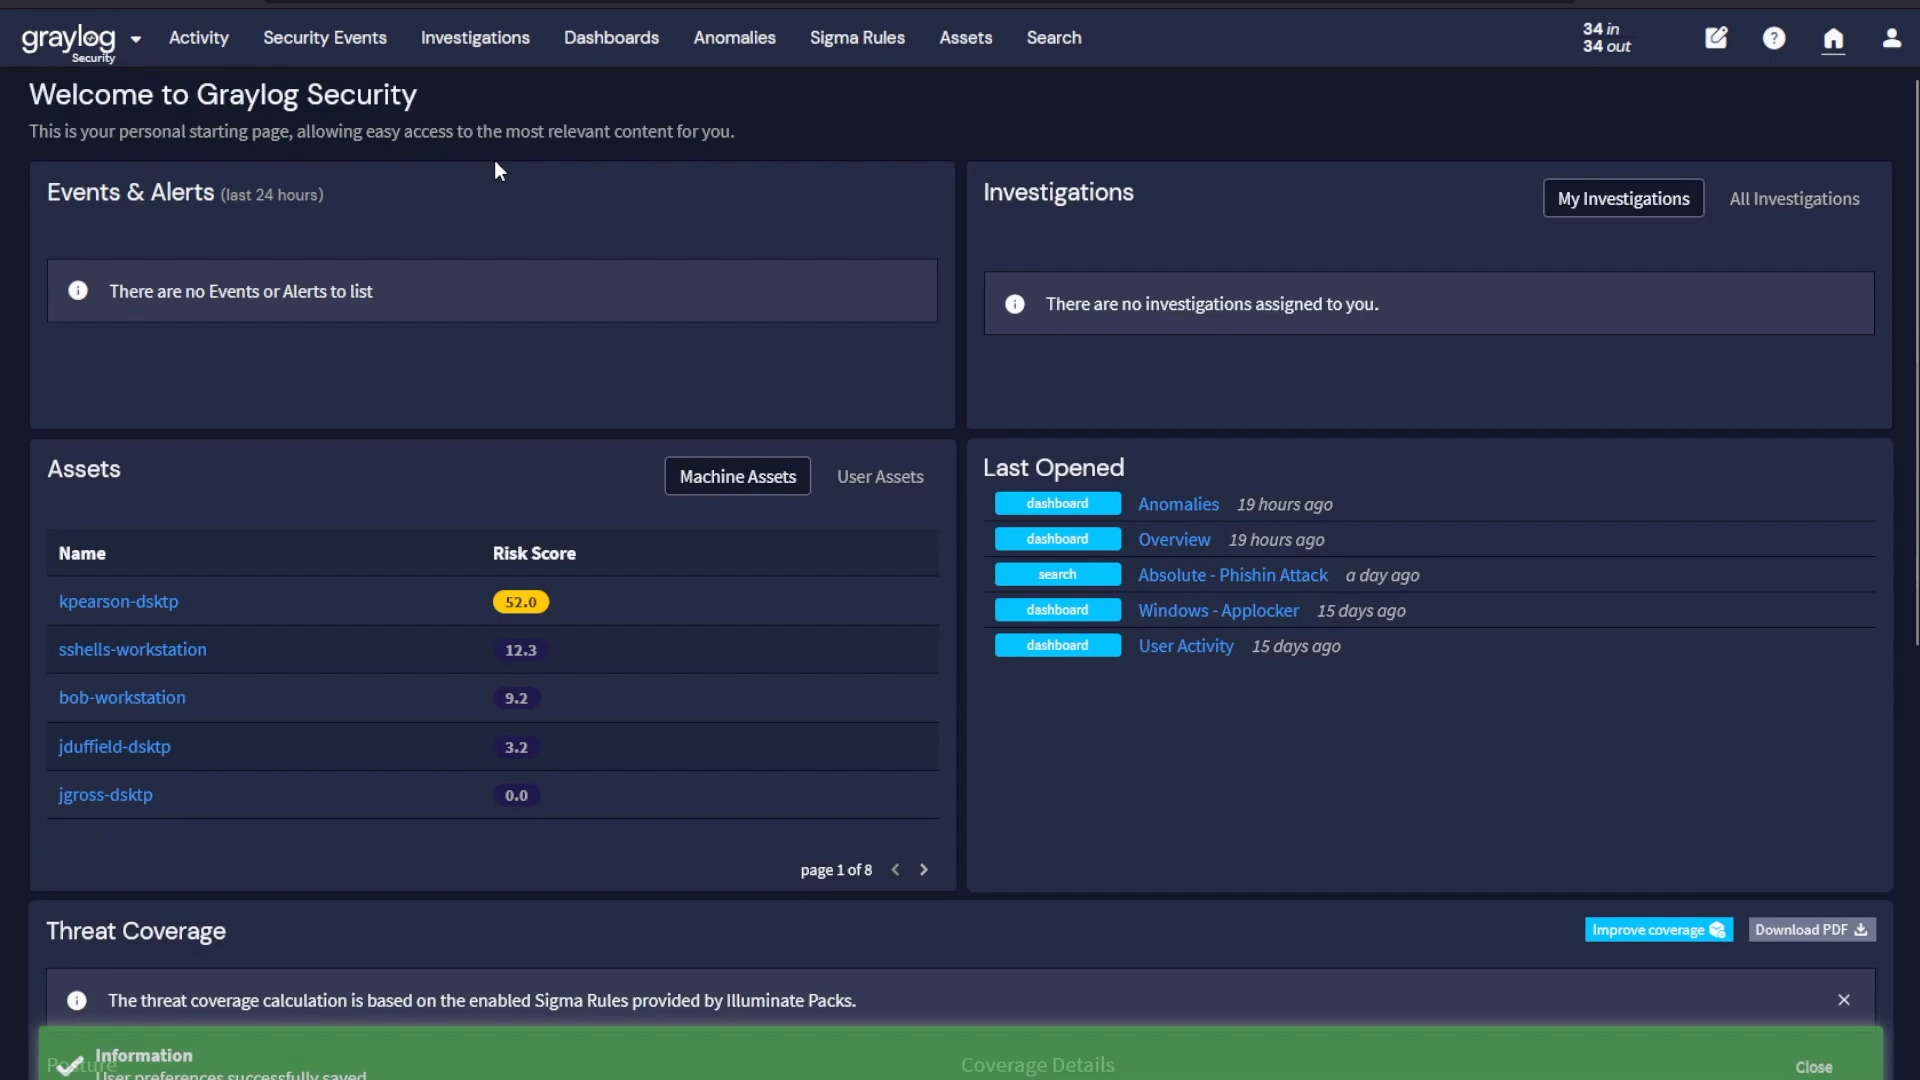 graylog
Security
Activity
Security Events
Investigations
Dashboards
Anomalies
Sigma Rules
Assets
Search
34 in
34 out
?
Welcome to Graylog Security
This is your personal starting page, allowing easy access to the most relevant content for you.
Events & Alerts (last 24 hours)
There are no Events or Alerts to list
Investigations
My Investigations
All Investigations
There are no investigations assigned to you.
Assets
Machine Assets
User Assets
Name Risk Score
kpearson-dsktp 52.0
sshells-workstation 12.3
bob-workstation 9.2
jduffield-dsktp 3.2
jgross-dsktp 0.0
page 1 of 8
Last Opened
dashboard Anomalies 19 hours ago
dashboard Overview 19 hours ago
search Absolute - Phishin Attack a day ago
dashboard Windows - Applocker 15 days ago
dashboard User Activity 15 days ago
Threat Coverage
Improve coverage
Download PDF
The threat coverage calculation is based on the enabled Sigma Rules provided by Illuminate Packs.
Posture
Coverage Details
Information
User preferences successfully saved
Close